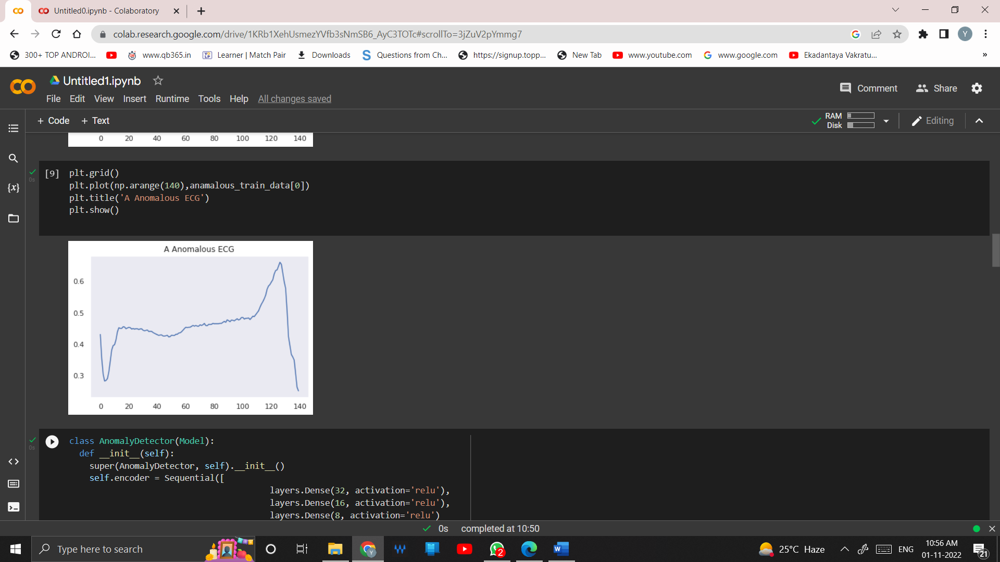 Untitled0.ipynb - Colaboratory
colab.research.google.com/drive/1KRb1XehUsmezYVfb3sNmSB6_AyC3TOTc#scrollTo=3jZuV2pYmmg7
Y
300+ TOP ANDROI... www.qb365.in Learner | Match Pair Downloads Questions from Ch... https://signup.topp... New Tab www.youtube.com www.google.com Ekadantaya Vakratu... »
Untitled1.ipynb
Comment Share
File Edit View Insert Runtime Tools Help All changes saved
+ Code + Text
RAM
Disk
Editing
0 20 40 60 80 100 120 140
{x}
0s
[9] plt.grid()
plt.plot(np.arange(140),anamalous_train_data[0])
plt.title('A Anomalous ECG')
plt.show()
A Anomalous ECG
0.6
0.5
0.4
0.3
0 20 40 60 80 100 120 140
0s
class AnomalyDetector(Model):
def __init__(self):
super(AnomalyDetector, self).__init__()
self.encoder = Sequential([
layers.Dense(32, activation='relu'),
layers.Dense(16, activation='relu'),
layers.Dense(8, activation='relu')
0s completed at 10:50
Type here to search
2
25°C Haze
ENG
10:56 AM
01-11-2022
21